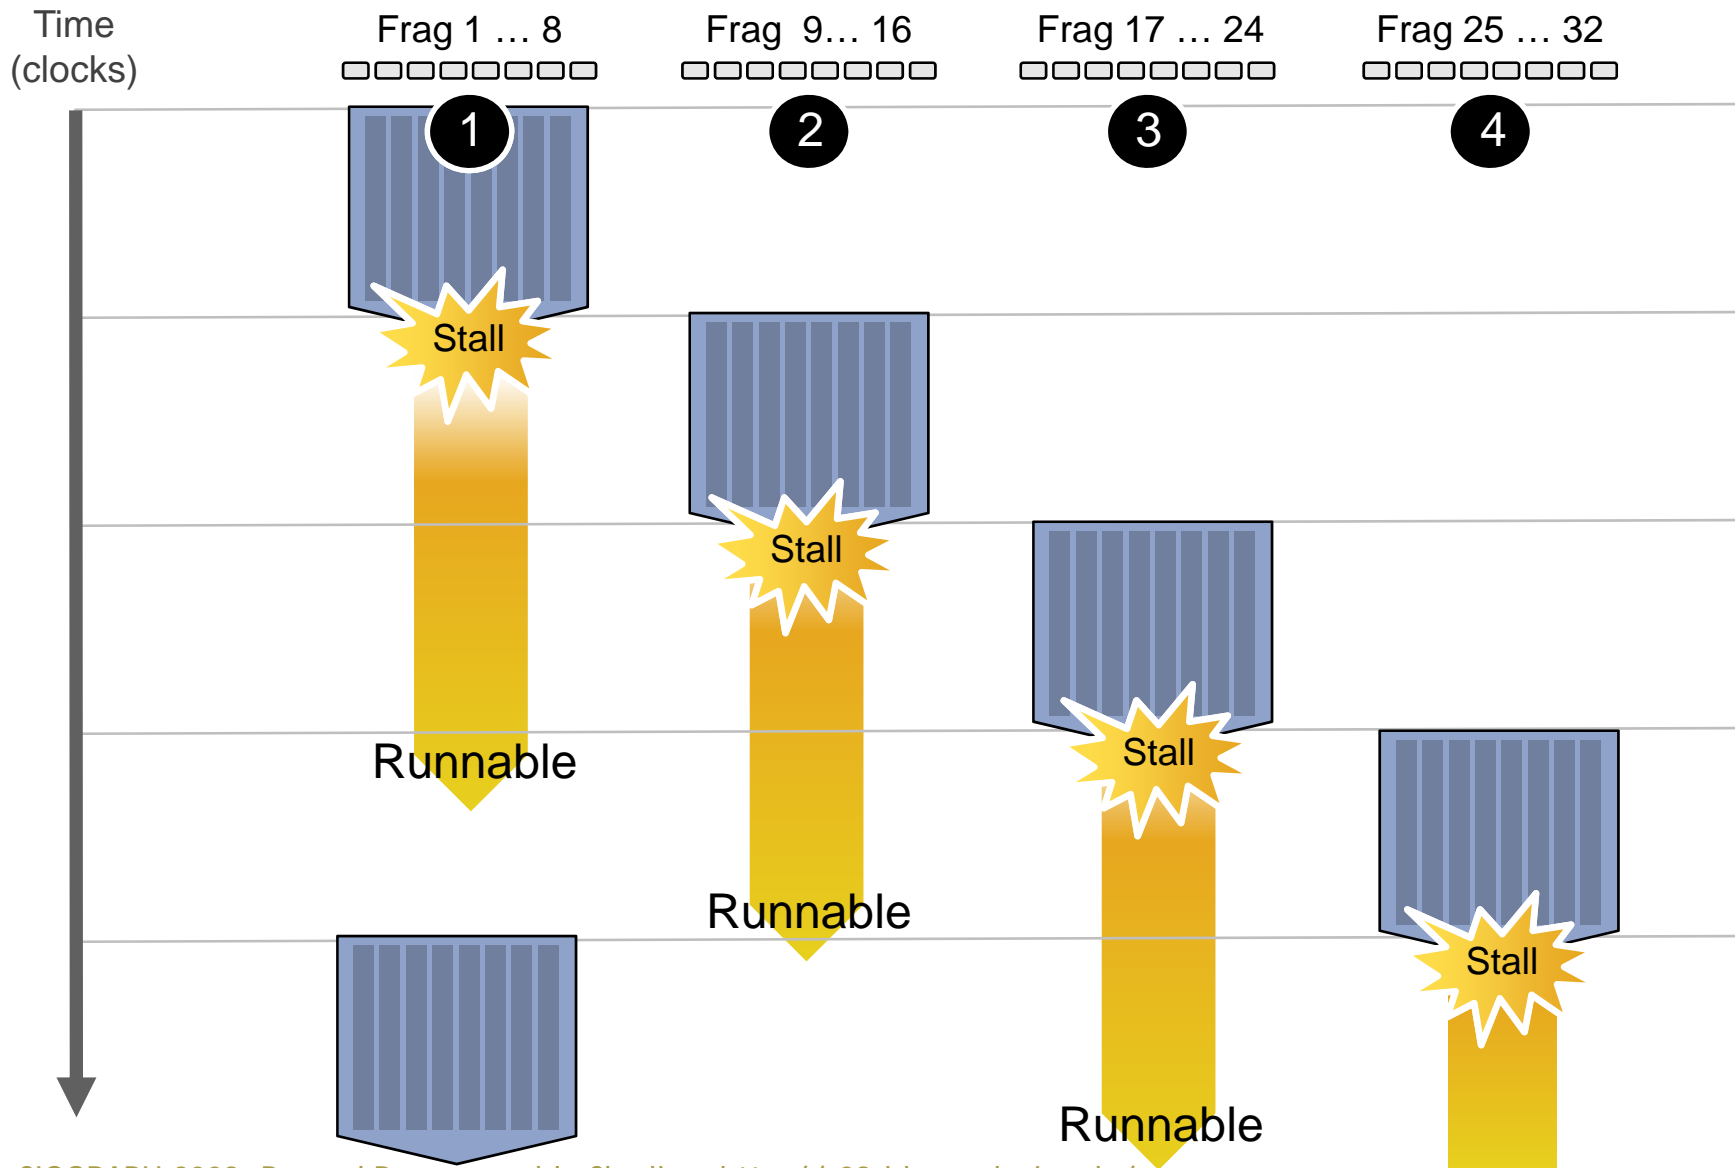 Time
(clocks)
Frag 1 … 8
Frag  9… 16
Frag 17 … 24
Frag 25 … 32
1
2
3
4
Stall
Stall
Stall
Runnable
Runnable
Stall
Runnable